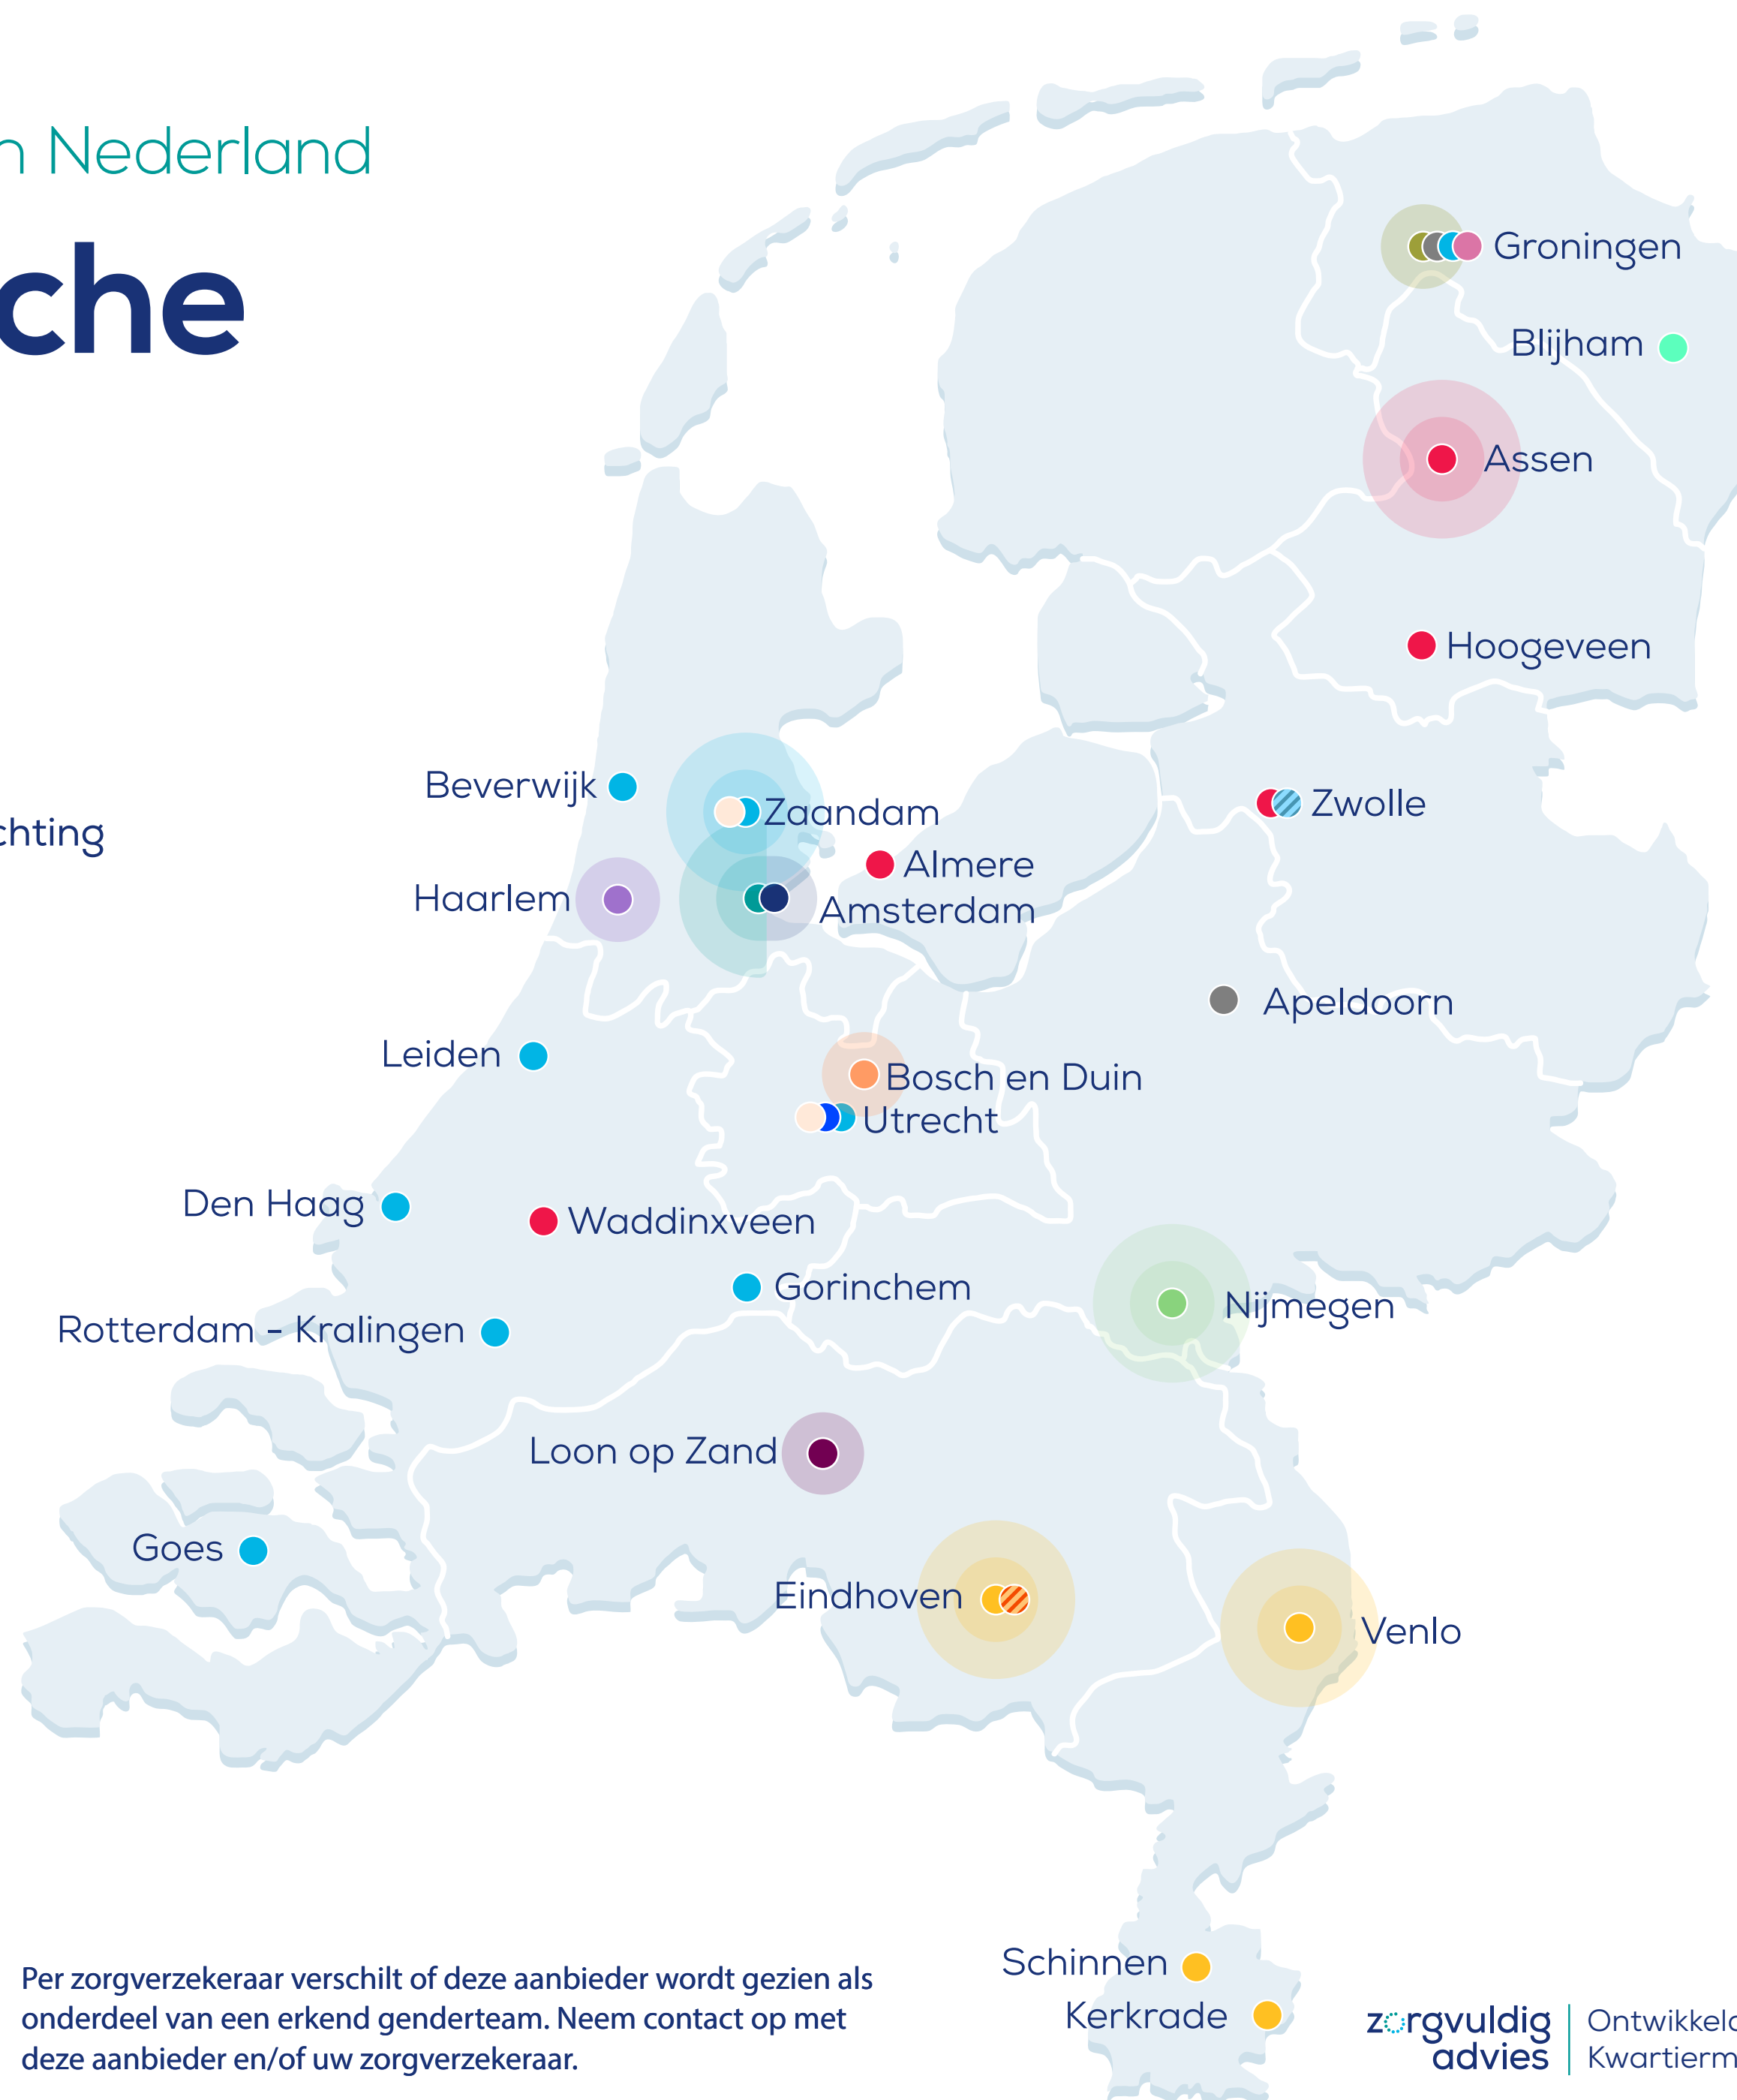 n Nederland
che
Groningen
Blijham
Assen
Hoogeveen
Beverwijk
Zaandam
Zwolle
chting
Almere
Haarlem
Amsterdam
Apeldoorn
Leiden
Bosch en Duin
Utrecht
Den Haag
Waddinxveen
Gorinchem
Nijmegen
Rotterdam - Kralingen
Loon op Zand
Goes
Eindhoven
Venlo
Schinnen
Kerkrade
Per zorgverzekeraar verschilt of deze aanbieder wordt gezien als
onderdeel van een erkend genderteam. Neem contact op met
deze aanbieder en/of uw zorgverzekeraar.
zorgvuldig
advies
Ontwikkeld
Kwartierm